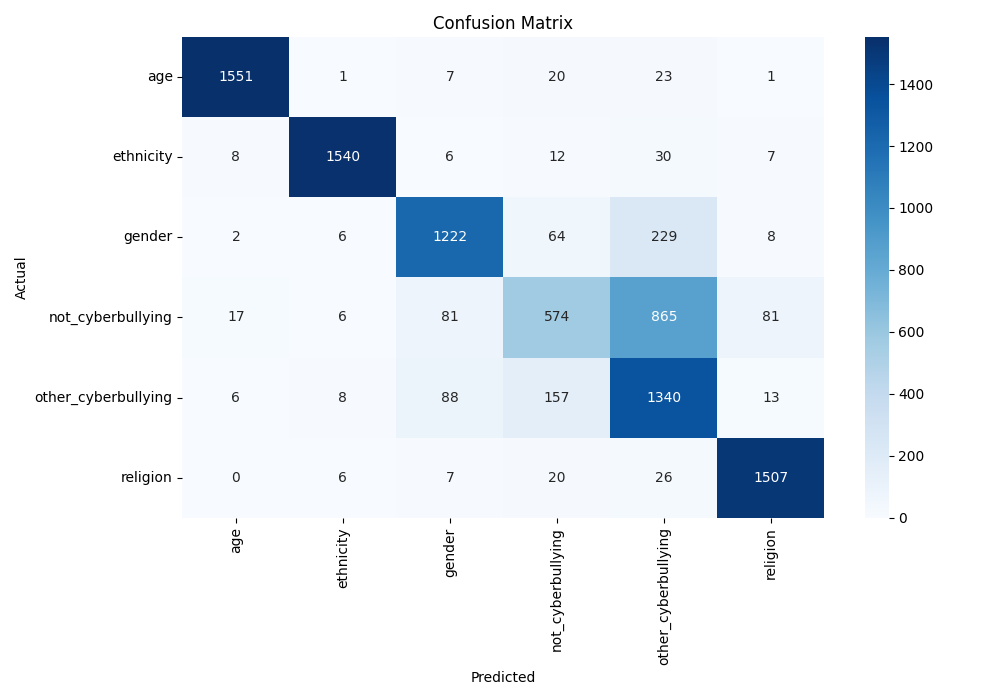 Confusion Matrix
Actual
age 1551 1 7 20 23 1
ethnicity 8 1540 6 12 30 7
gender 2 6 1222 64 229 8
not_cyberbullying 17 6 81 574 865 81
other_cyberbullying 6 8 88 157 1340 13
religion 0 6 7 20 26 1507
age ethnicity gender not_cyberbullying other_cyberbullying religion
Predicted
1400
1200
1000
800
600
400
200
0